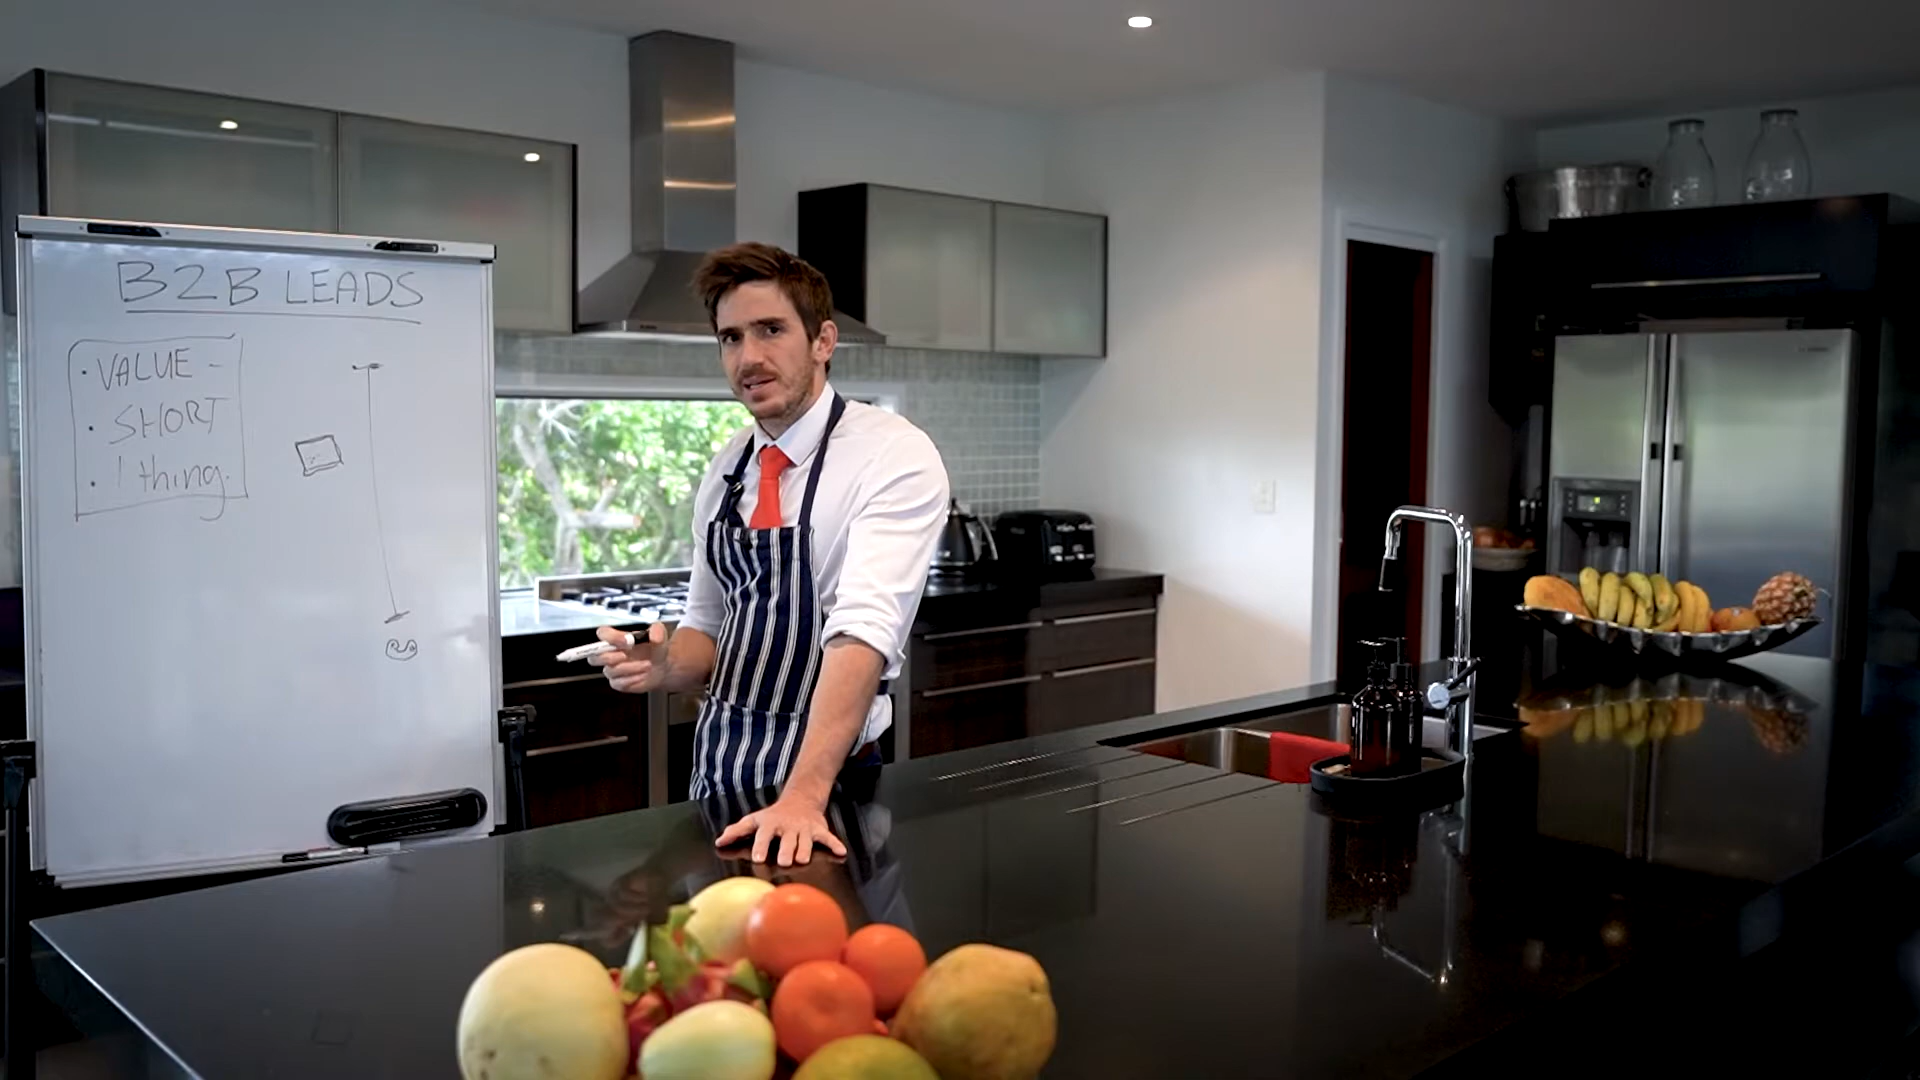 B2B LEADS
· VALUE -
· SHORT
· 1 thing.